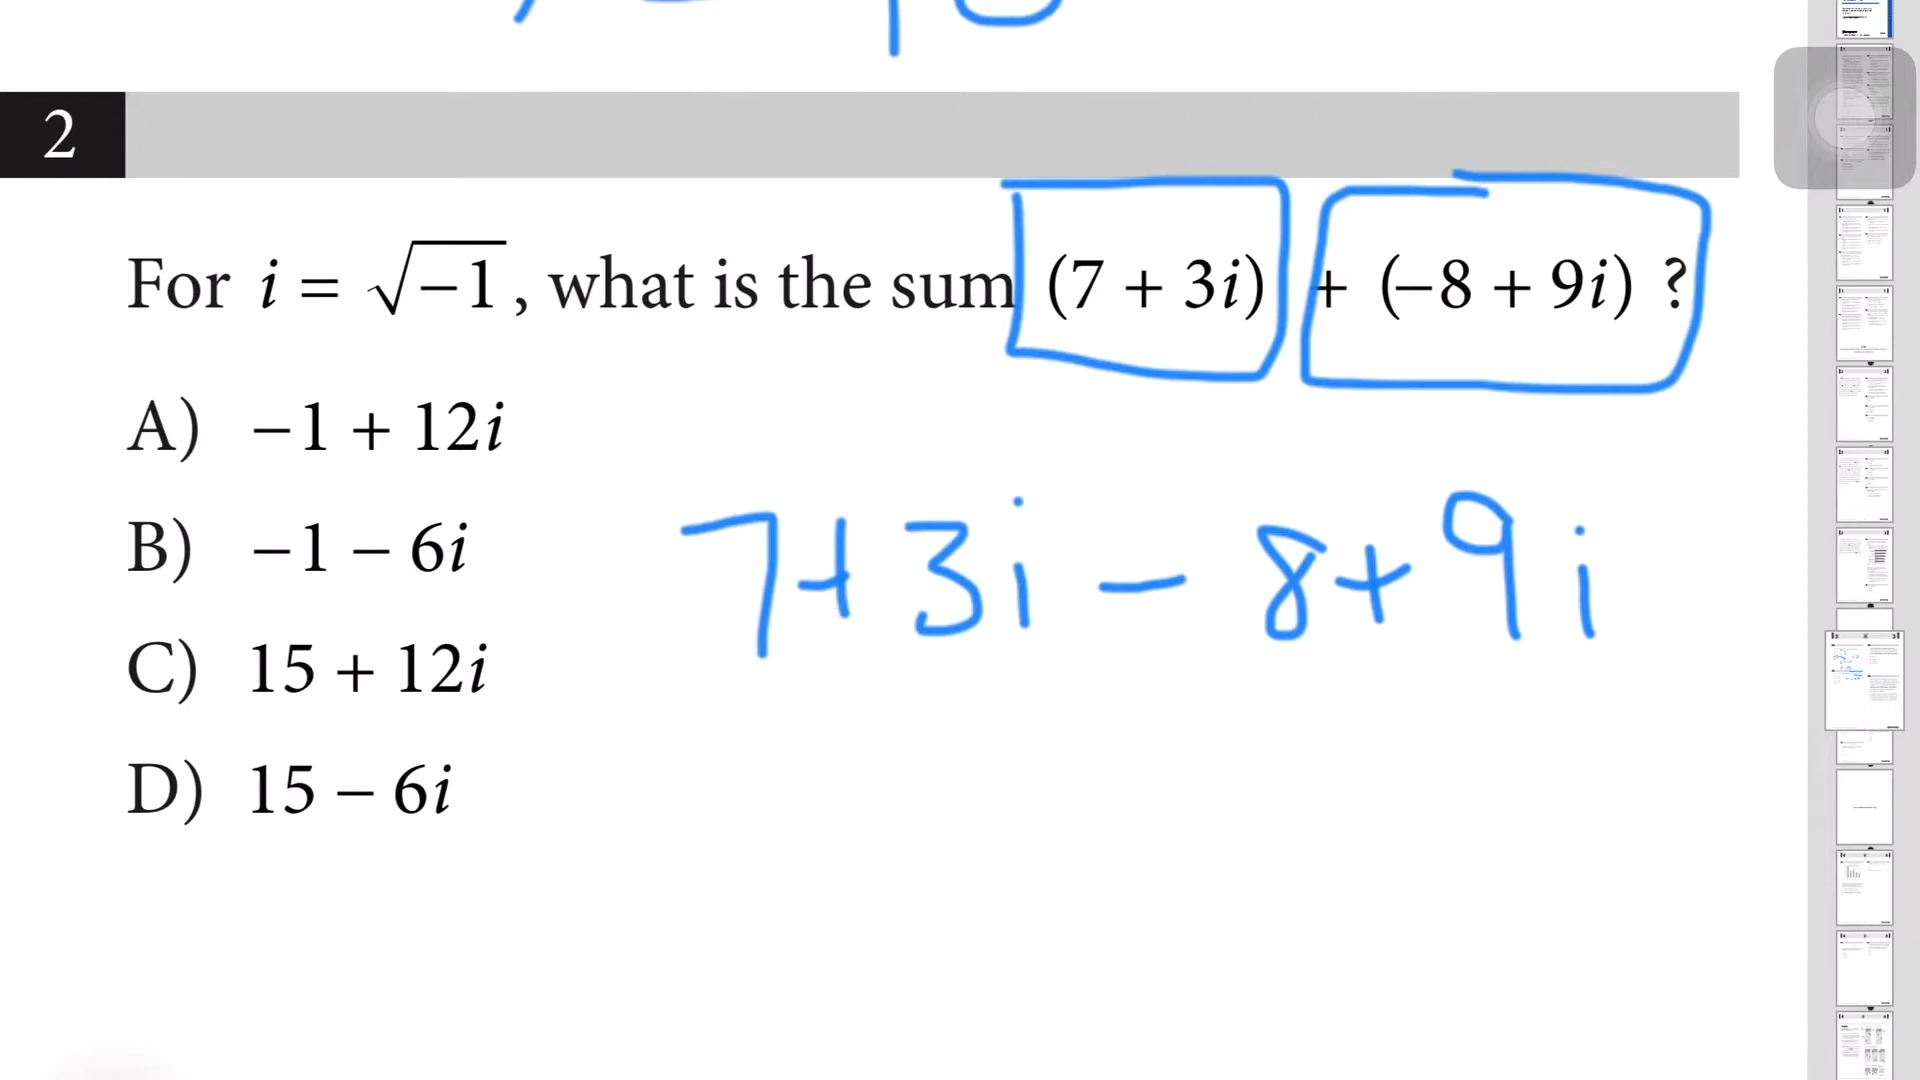 2
For i = √−1, what is the sum (7 + 3i) + (−8 + 9i) ?
A) −1 + 12i
B) −1 − 6i
7+3i − 8+9i
C) 15 + 12i
D) 15 − 6i